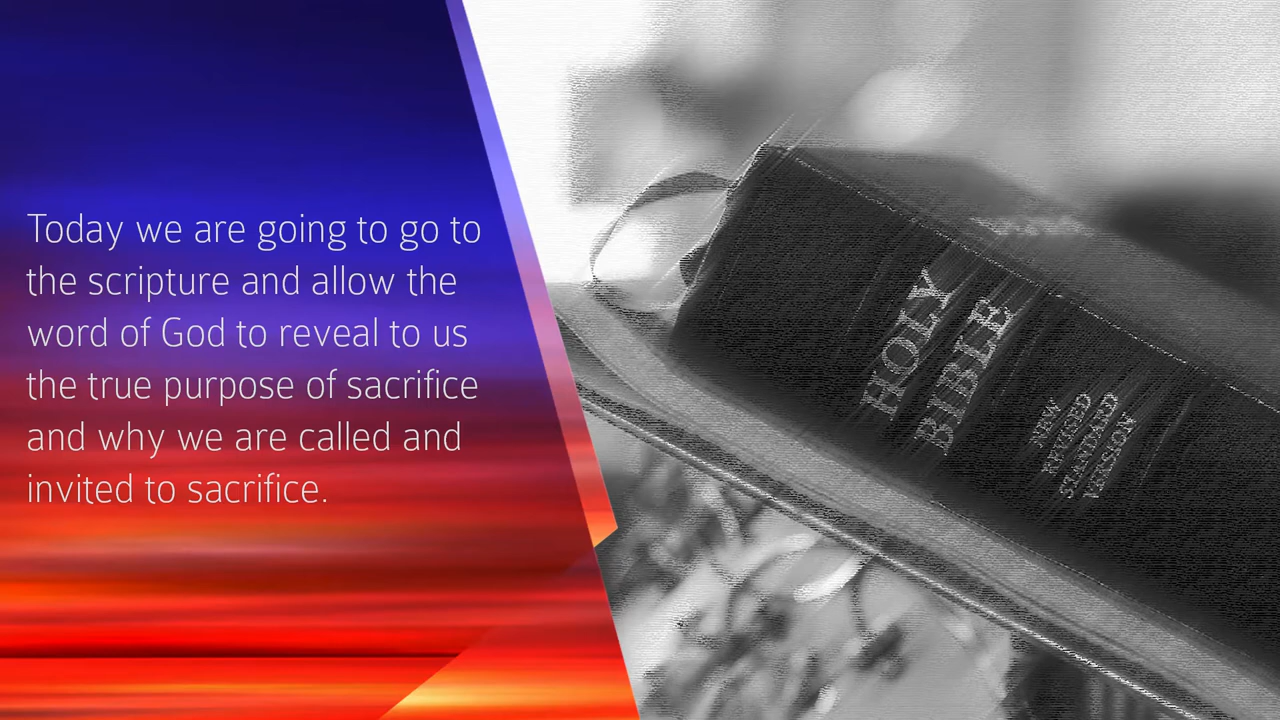 Today we are going to go to
the scripture and allow the
word of God to reveal to us
the true purpose of sacrifice
and why we are called and
invited to sacrifice.
HOLY
BIBLE
NEW
REVISED
STANDARD
VERSION